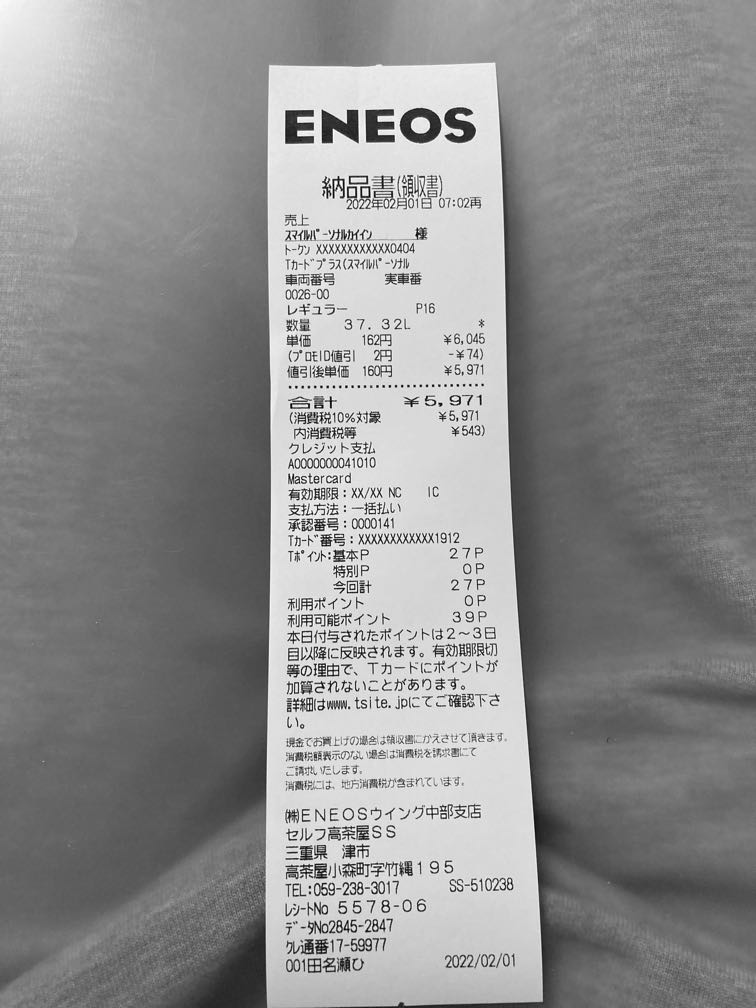 ENEOS
納品書(領収書)
2022年02月01日 07:02再
売上
スマイルパーソナルカイイン 様
トークン XXXXXXXXXXXX0404
Tカードプラス(スマイルパーソナル
車両番号 実車番
0026-00
レギュラー P16
数量 37.32L *
単価 162円 ¥6,045
(プロモID値引 2円 -¥74)
値引後単価 160円 ¥5,971
合計 ¥5,971
(消費税10%対象 ¥5,971
内消費税等 ¥543)
クレジット支払
A0000000041010
Mastercard
有効期限:XX/XX NC IC
支払方法:一括払い
承認番号:0000141
Tカード番号:XXXXXXXXXXXX1912
Tポイント:基本P 27P
特別P 0P
今回計 27P
利用ポイント 0P
利用可能ポイント 39P
本日付与されたポイントは2~3日
目以降に反映されます。有効期限切
等の理由で、Tカードにポイントが
加算されないことがあります。
詳細はwww.tsite.jpにてご確認下さ
い。
現金でお買上げの場合は領収書にかえさせて頂きます。
消費税額表示のない場合は消費税を請求書にて
ご請求いたします。
消費税には、地方消費税が含まれています。
(株)ENEOSウイング中部支店
セルフ高茶屋SS
三重県 津市
高茶屋小森町字竹縄195
TEL:059-238-3017 SS-510238
レシートNo 5578-06
データNo2845-2847
クレ通番17-59977
001田名瀬ひ 2022/02/01